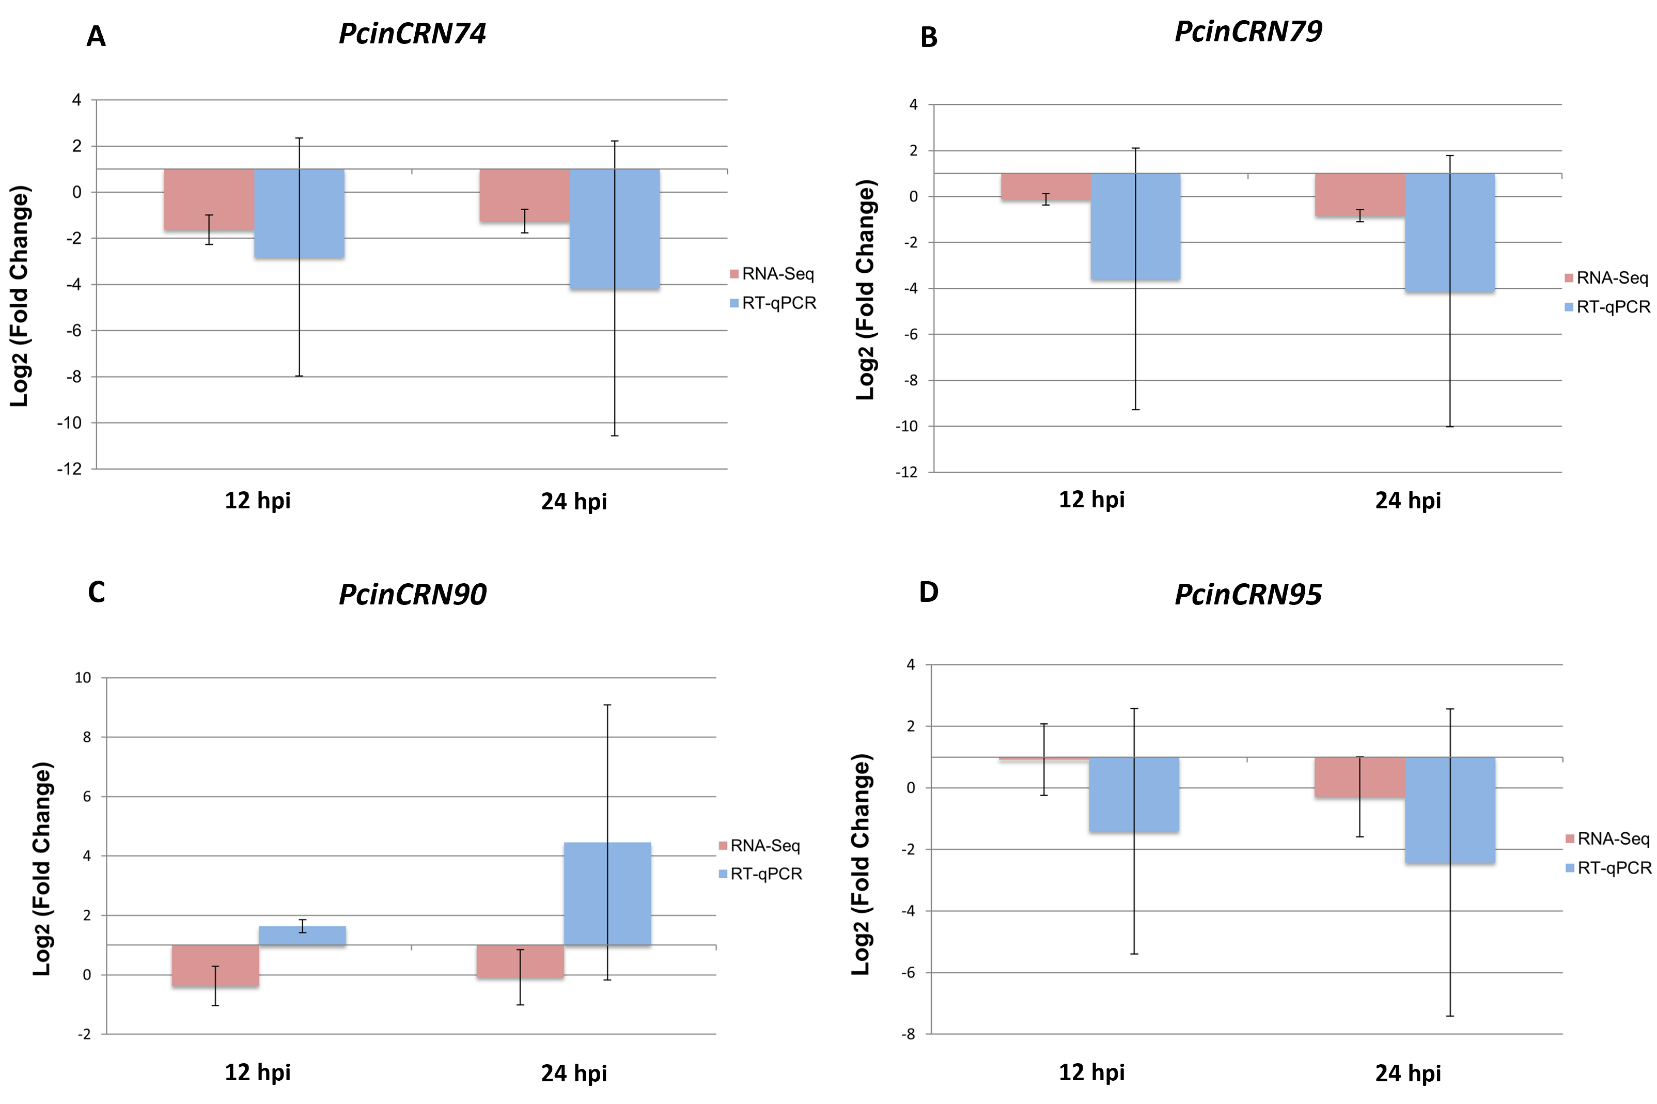 A
PcinCRN74
4
2
0
-2
-4
-6
-8
-10
-12
Log2 (Fold Change)
12 hpi
24 hpi
RNA-Seq
RT-qPCR
B
PcinCRN79
4
2
0
-2
-4
-6
-8
-10
-12
Log2 (Fold Change)
12 hpi
24 hpi
RNA-Seq
RT-qPCR
C
PcinCRN90
10
8
6
4
2
0
-2
Log2 (Fold Change)
12 hpi
24 hpi
RNA-Seq
RT-qPCR
D
PcinCRN95
4
2
0
-2
-4
-6
-8
Log2 (Fold Change)
12 hpi
24 hpi
RNA-Seq
RT-qPCR